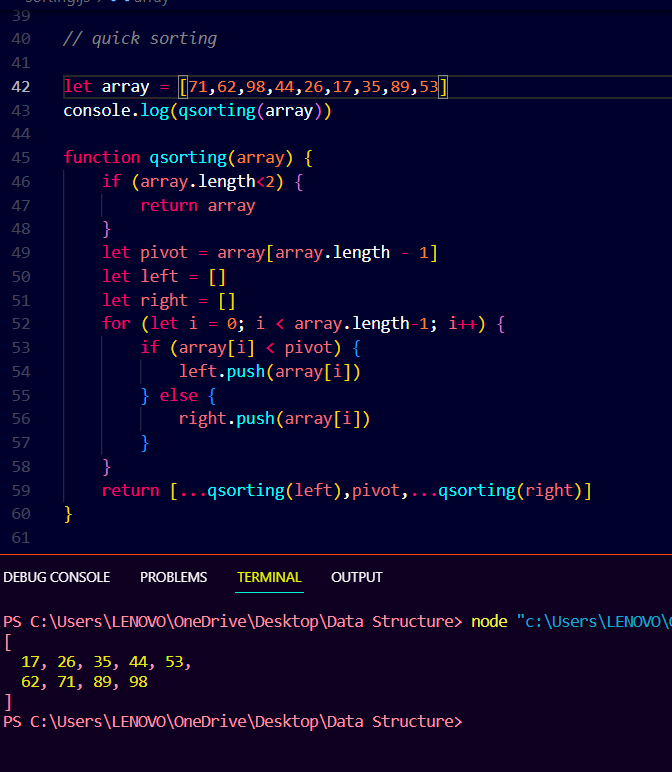 39
40 // quick sorting
41
42 let array = [71,62,98,44,26,17,35,89,53]
43 console.log(qsorting(array))
44
45 function qsorting(array) {
46     if (array.length<2) {
47         return array
48     }
49     let pivot = array[array.length - 1]
50     let left = []
51     let right = []
52     for (let i = 0; i < array.length-1; i++) {
53         if (array[i] < pivot) {
54             left.push(array[i])
55         } else {
56             right.push(array[i])
57         }
58     }
59     return [...qsorting(left),pivot,...qsorting(right)]
60 }
61
DEBUG CONSOLE PROBLEMS TERMINAL OUTPUT
PS C:\Users\LENOVO\OneDrive\Desktop\Data Structure> node "c:\Users\LENOVO\
[
  17, 26, 35, 44, 53,
  62, 71, 89, 98
]
PS C:\Users\LENOVO\OneDrive\Desktop\Data Structure>